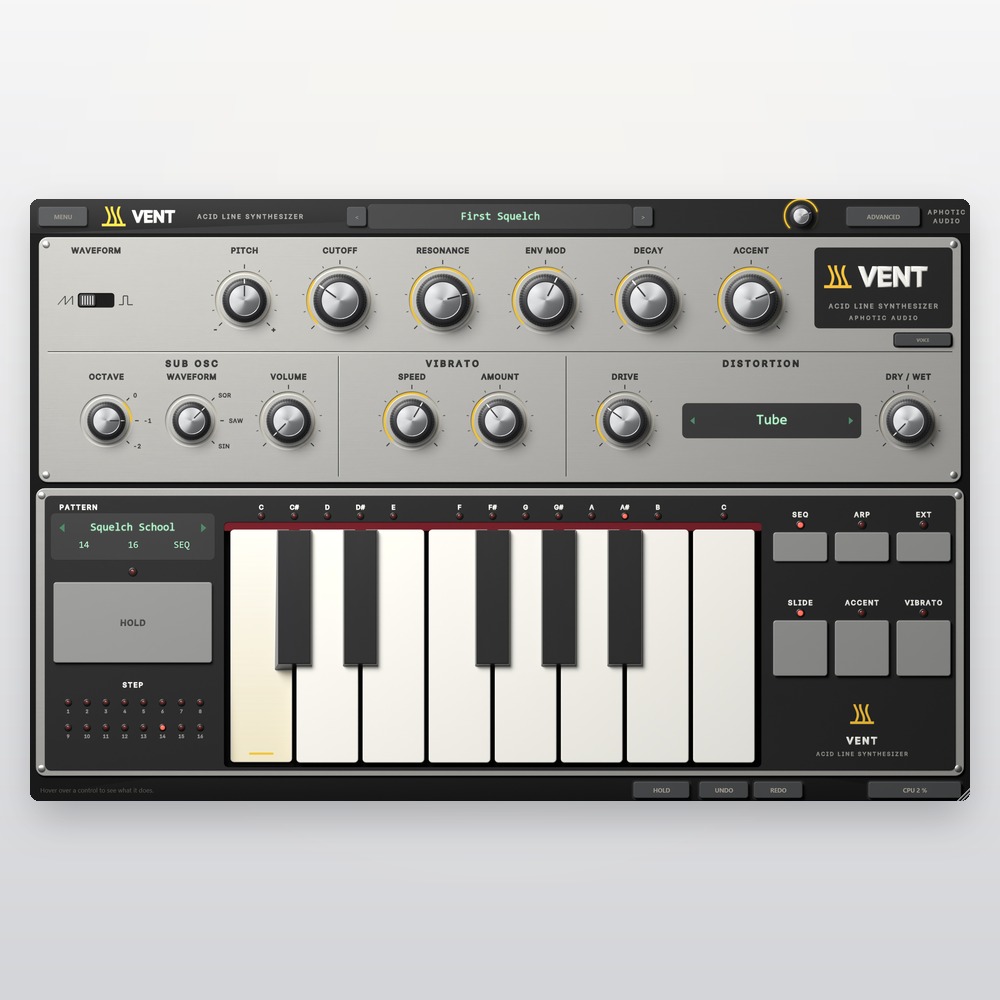 MENU
VENT
ACID LINE SYNTHESIZER
<
First Squelch
>
ADVANCED
APHOTIC
AUDIO
WAVEFORM
PITCH
CUTOFF
RESONANCE
ENV MOD
DECAY
ACCENT
- +
VENT
ACID LINE SYNTHESIZER
APHOTIC AUDIO
VOICE
SUB OSC
VIBRATO
DISTORTION
OCTAVE
WAVEFORM
VOLUME
SPEED
AMOUNT
DRIVE
DRY / WET
0
-1
-2
SQR
SAW
SIN
Tube
PATTERN
Squelch School
14 16 SEQ
HOLD
STEP
1 2 3 4 5 6 7 8
9 10 11 12 13 14 15 16
C C# D D# E F F# G G# A A# B C
SEQ ARP EXT
SLIDE ACCENT VIBRATO
VENT
ACID LINE SYNTHESIZER
Hover over a control to see what it does.
HOLD
UNDO
REDO
CPU 2 %